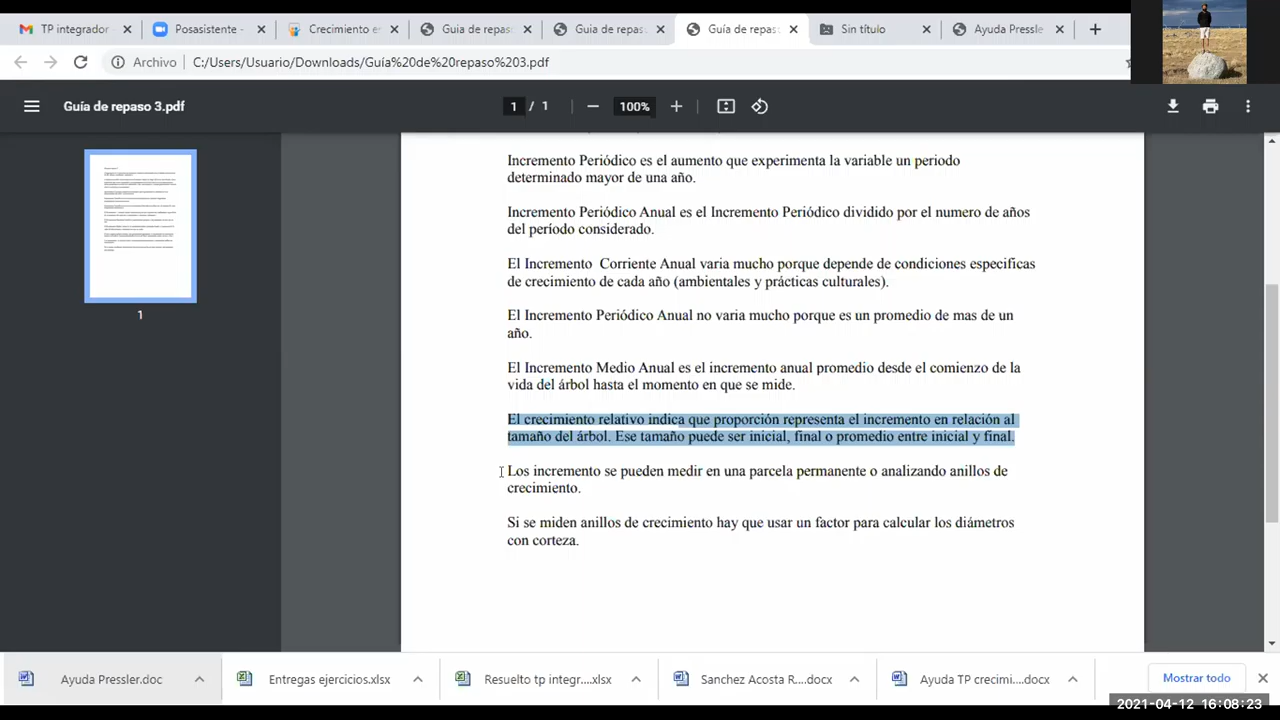 TP integrador -
Posasistente -
Crecimiento e
Guia de repas
Guia de repas
Guía de repas
Sin título
Ayuda Pressle
Archivo
C:/Users/Usuario/Downloads/Guía%20de%20repaso%203.pdf
Guía de repaso 3.pdf
1 / 1
100%
Incremento Periódico es el aumento que experimenta la variable un periodo
determinado mayor de una año.
Incremento Periódico Anual es el Incremento Periódico dividido por el numero de años
del período considerado.
El Incremento  Corriente Anual varia mucho porque depende de condiciones especificas
de crecimiento de cada año (ambientales y prácticas culturales).
El Incremento Periódico Anual no varia mucho porque es un promedio de mas de un
año.
El Incremento Medio Anual es el incremento anual promedio desde el comienzo de la
vida del árbol hasta el momento en que se mide.
El crecimiento relativo indica que proporción representa el incremento en relación al
tamaño del árbol. Ese tamaño puede ser inicial, final o promedio entre inicial y final.
Los incremento se pueden medir en una parcela permanente o analizando anillos de
crecimiento.
Si se miden anillos de crecimiento hay que usar un factor para calcular los diámetros
con corteza.
1
Ayuda Pressler.doc
Entregas ejercicios.xlsx
Resuelto tp integr....xlsx
Sanchez Acosta R....docx
Ayuda TP crecimi....docx
Mostrar todo
2021-04-12 16:08:23